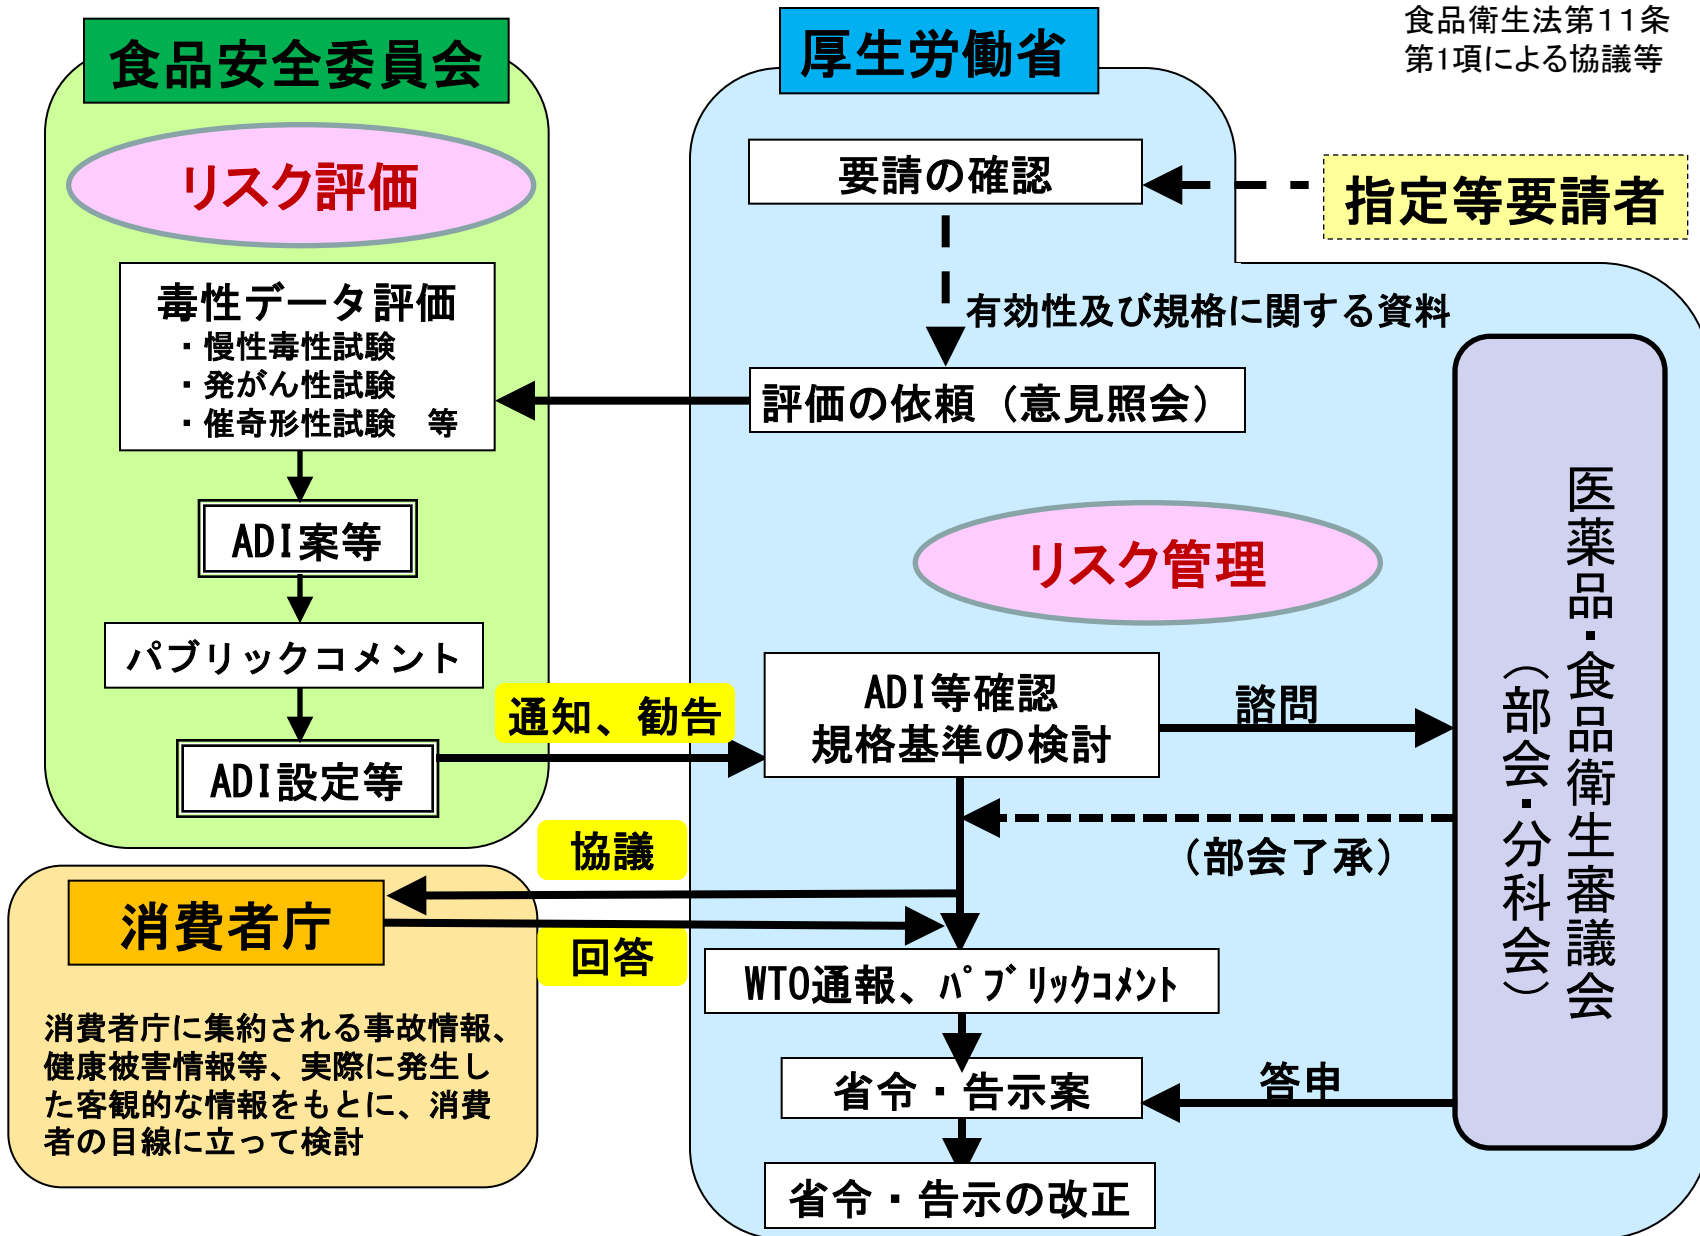 食品衛生法第11条
第1項による協議等
食品安全委員会
リスク評価
毒性データ評価
・慢性毒性試験
・発がん性試験
・催奇形性試験　等
ADI案等
パブリックコメント
ADI設定等
通知、勧告
協議
回答
消費者庁
消費者庁に集約される事故情報、
健康被害情報等、実際に発生し
た客観的な情報をもとに、消費
者の目線に立って検討
厚生労働省
要請の確認
指定等要請者
有効性及び規格に関する資料
評価の依頼（意見照会）
リスク管理
ADI等確認
規格基準の検討
諮問
（部会了承）
WTO通報、ﾊﾟﾌﾞﾘｯｸｺﾒﾝﾄ
省令・告示案
答申
省令・告示の改正
医薬品・食品衛生審議会
（部会・分科会）